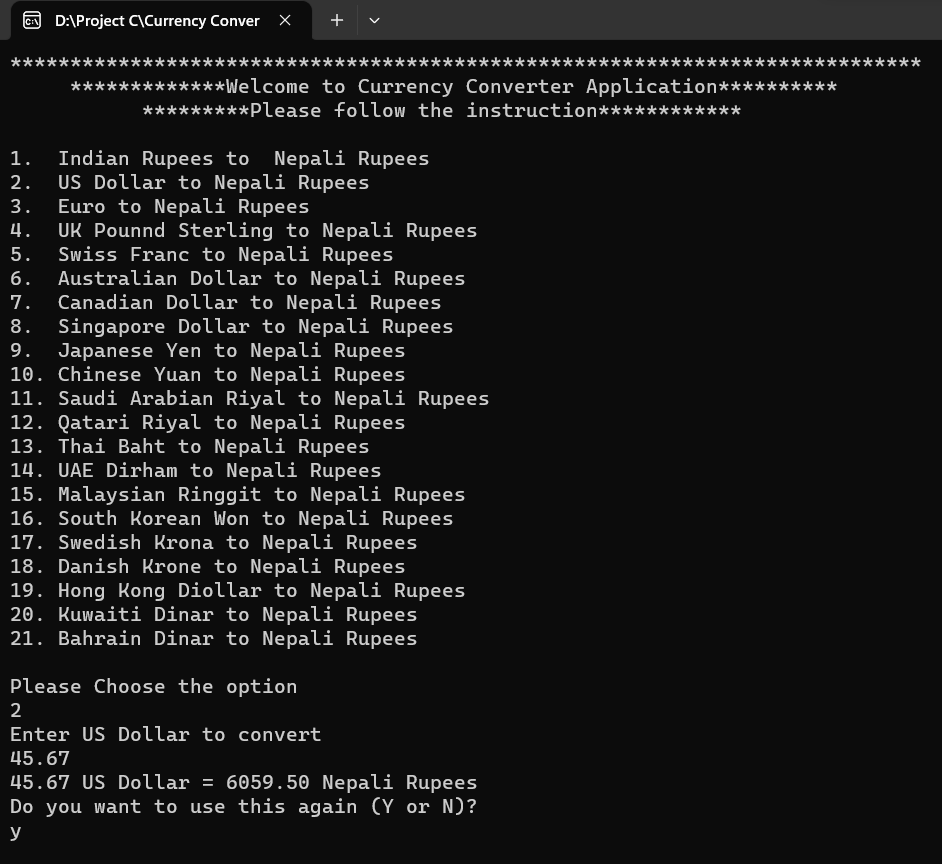 D:\Project C\Currency Conver
****************************************************************************
*************Welcome to Currency Converter Application**********
*********Please follow the instruction************
1.  Indian Rupees to  Nepali Rupees
2.  US Dollar to Nepali Rupees
3.  Euro to Nepali Rupees
4.  UK Pounnd Sterling to Nepali Rupees
5.  Swiss Franc to Nepali Rupees
6.  Australian Dollar to Nepali Rupees
7.  Canadian Dollar to Nepali Rupees
8.  Singapore Dollar to Nepali Rupees
9.  Japanese Yen to Nepali Rupees
10. Chinese Yuan to Nepali Rupees
11. Saudi Arabian Riyal to Nepali Rupees
12. Qatari Riyal to Nepali Rupees
13. Thai Baht to Nepali Rupees
14. UAE Dirham to Nepali Rupees
15. Malaysian Ringgit to Nepali Rupees
16. South Korean Won to Nepali Rupees
17. Swedish Krona to Nepali Rupees
18. Danish Krone to Nepali Rupees
19. Hong Kong Diollar to Nepali Rupees
20. Kuwaiti Dinar to Nepali Rupees
21. Bahrain Dinar to Nepali Rupees
Please Choose the option
2
Enter US Dollar to convert
45.67
45.67 US Dollar = 6059.50 Nepali Rupees
Do you want to use this again (Y or N)?
y